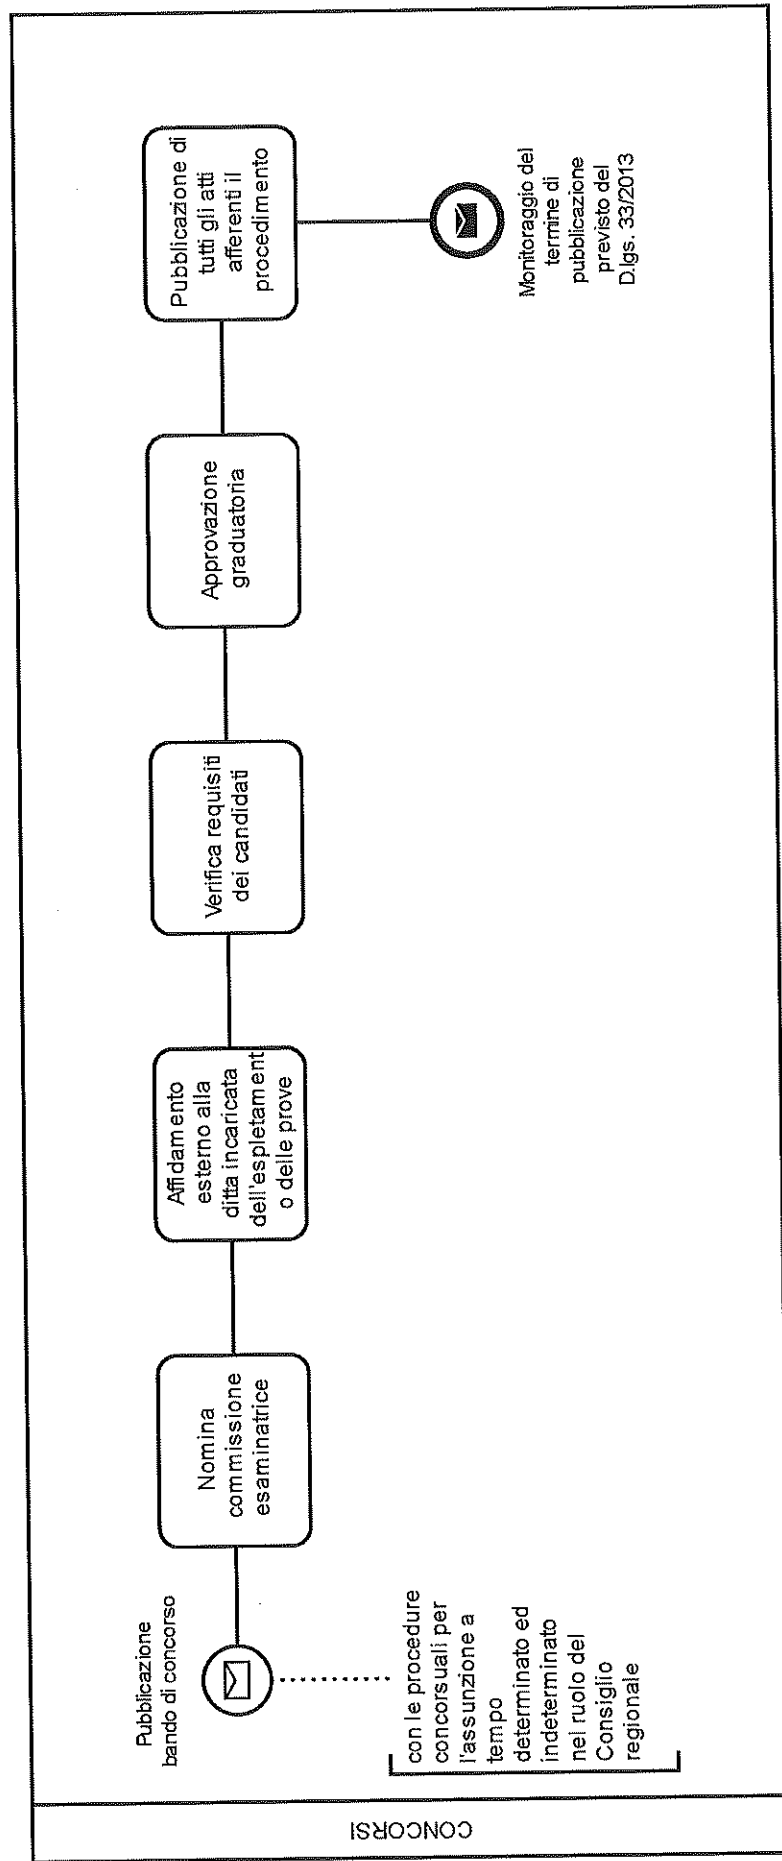 CONCORSI
Pubblicazione
bando di concorso
con le procedure
concorsuali per
l'assunzione a
tempo
determinato ed
indeterminato
nel ruolo del
Consiglio
regionale
Nomina
commissione
esaminatrice
Affidamento
esterno alla
ditta incaricata
dell'espletament
o delle prove
Verifica requisiti
dei candidati
Approvazione
graduatoria
Pubblicazione di
tutti gli atti
afferenti il
procedimento
Monitoraggio del
termine di
pubblicazione
previsto del
D.lgs. 33/2013